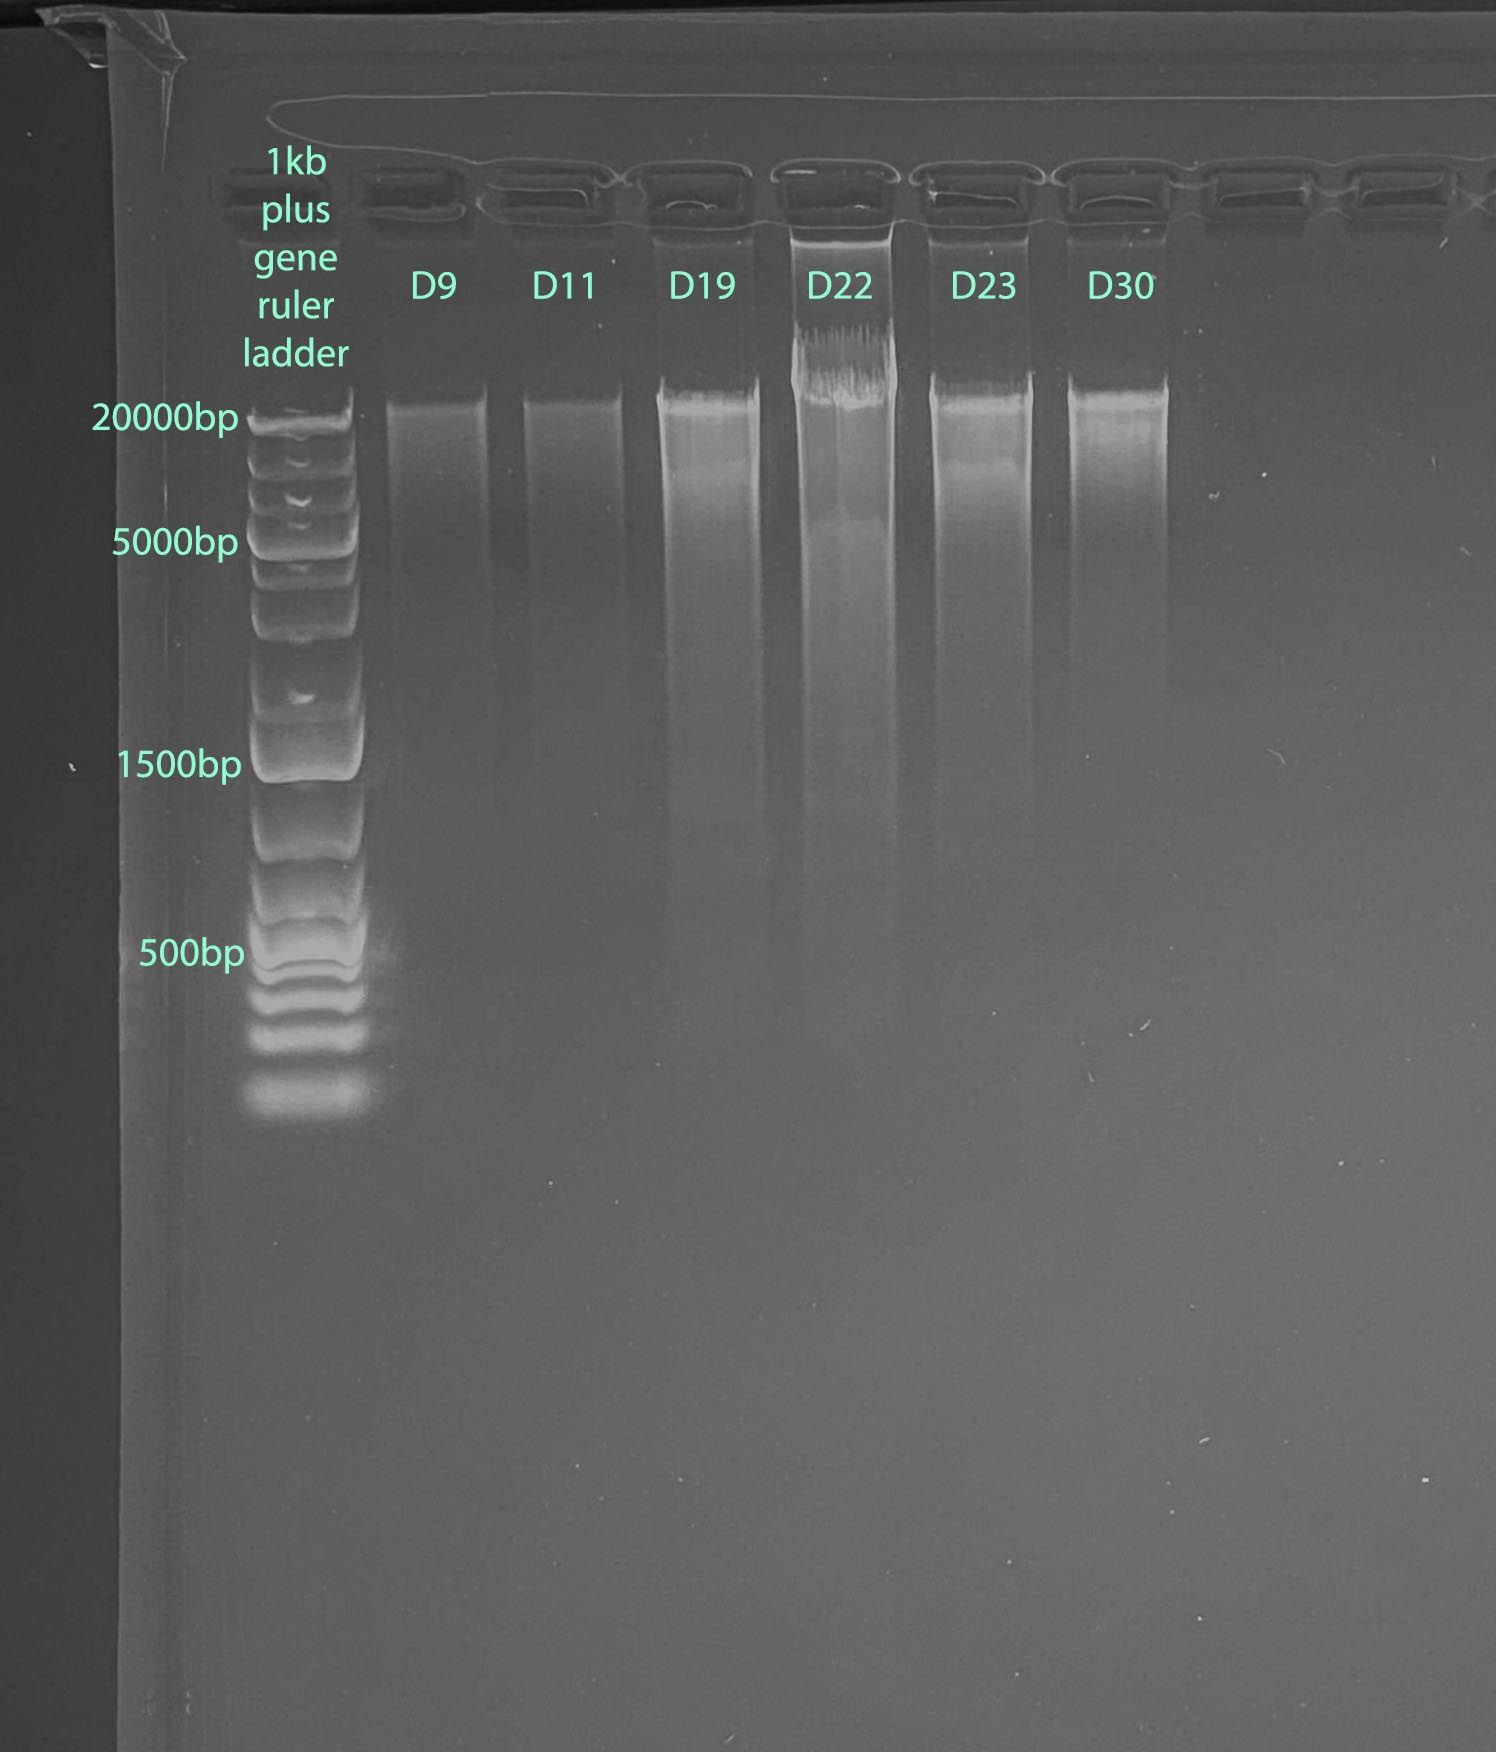 1kb
plus
gene
ruler
ladder
D9
D11
D19
D22
D23
D30
20000bp
5000bp
1500bp
500bp